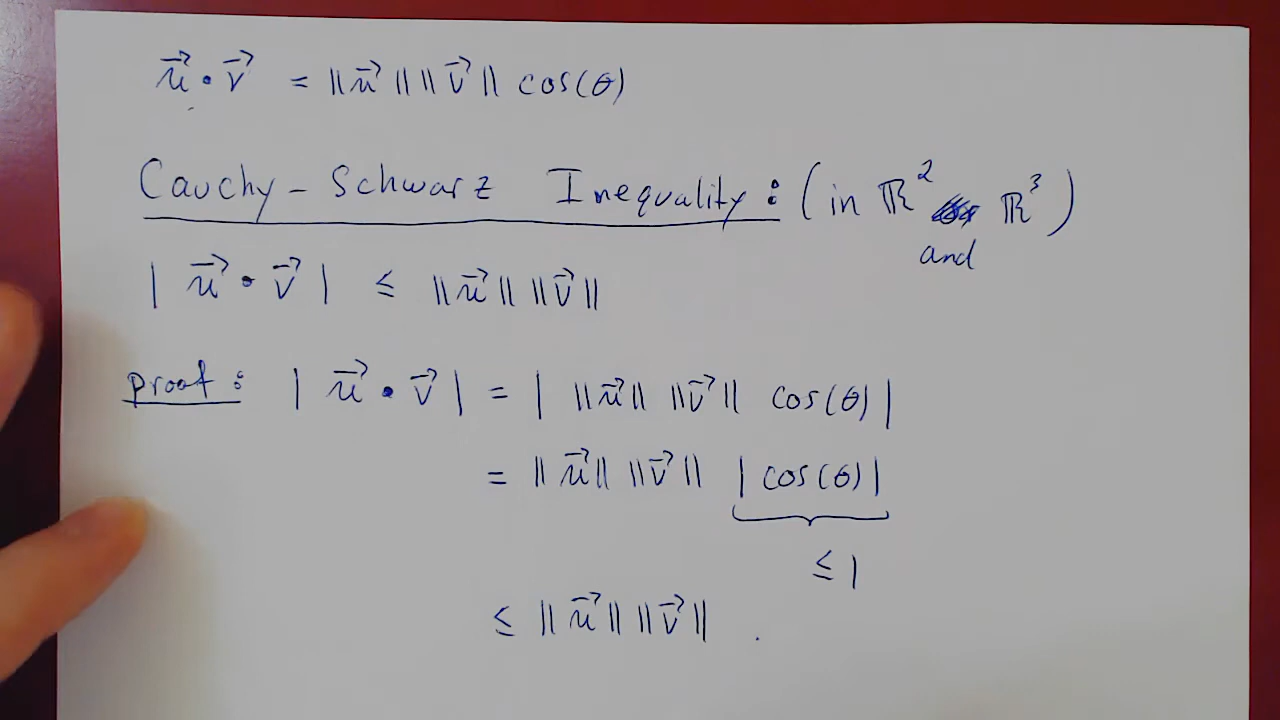 u⃗ • v⃗ = ‖u⃗‖ ‖v⃗‖ cos(θ)
Cauchy - Schwarz Inequality: (in ℝ² and ℝ³)
| u⃗ • v⃗ | ≤ ‖u⃗‖ ‖v⃗‖
proof: | u⃗ • v⃗ | = | ‖u⃗‖ ‖v⃗‖ cos(θ) |
= ‖u⃗‖ ‖v⃗‖ | cos(θ) |
≤ 1
≤ ‖u⃗‖ ‖v⃗‖ .